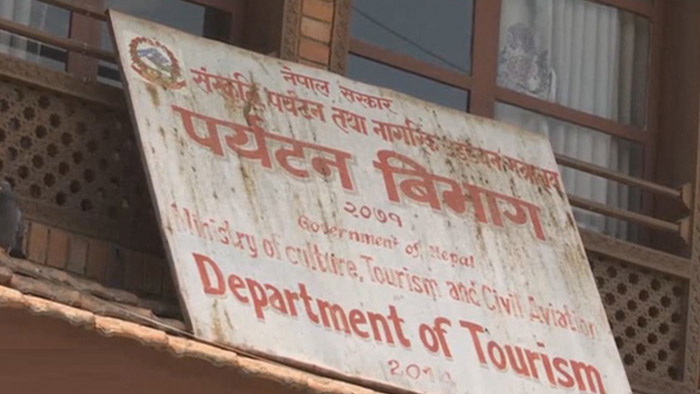 नेपाल सरकार
संस्कृति पर्यटन तथा नागरिक उड्डयन मन्त्रालय
पर्यटन बिभाग
२०७१
Government of Nepal
Ministry of culture, Tourism and Civil Aviation
Department of Tourism